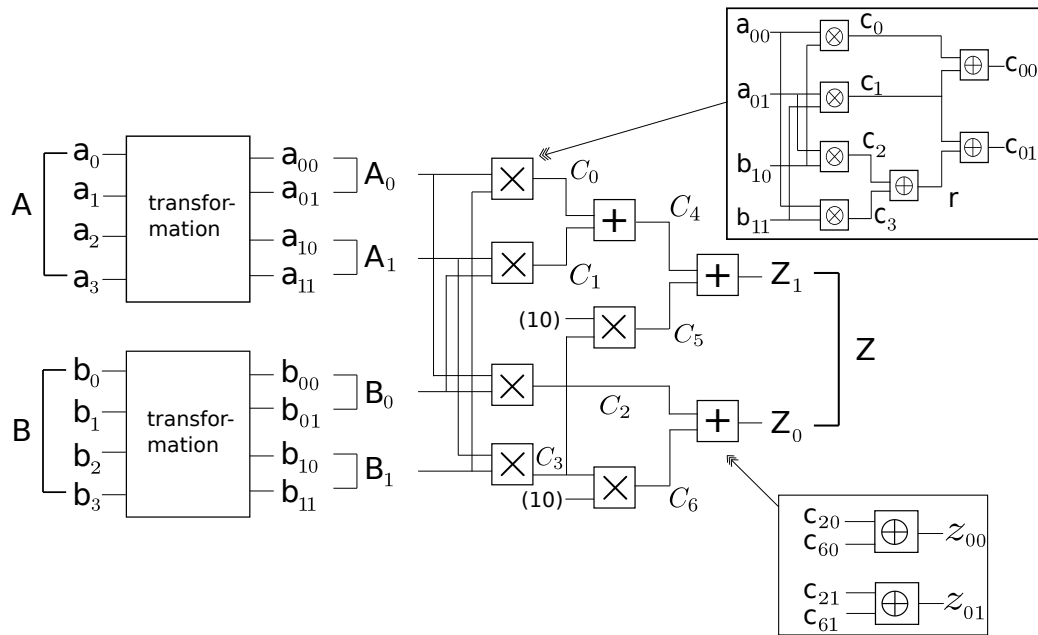 A
a₀
a₁
a₂
a₃
transfor-
mation
a₀₀
a₀₁
a₁₀
a₁₁
A₀
A₁
B
b₀
b₁
b₂
b₃
transfor-
mation
b₀₀
b₀₁
b₁₀
b₁₁
B₀
B₁
×
×
×
×
C₀
C₁
C₂
C₃
+
C₄
(10)
×
C₅
(10)
×
C₆
+
Z₁
+
Z₀
Z
a₀₀
a₀₁
b₁₀
b₁₁
⊗
⊗
⊗
⊗
c₀
c₁
c₂
c₃
⊕
r
⊕
c₀₀
⊕
c₀₁
c₂₀
c₆₀
⊕
z₀₀
c₂₁
c₆₁
⊕
z₀₁